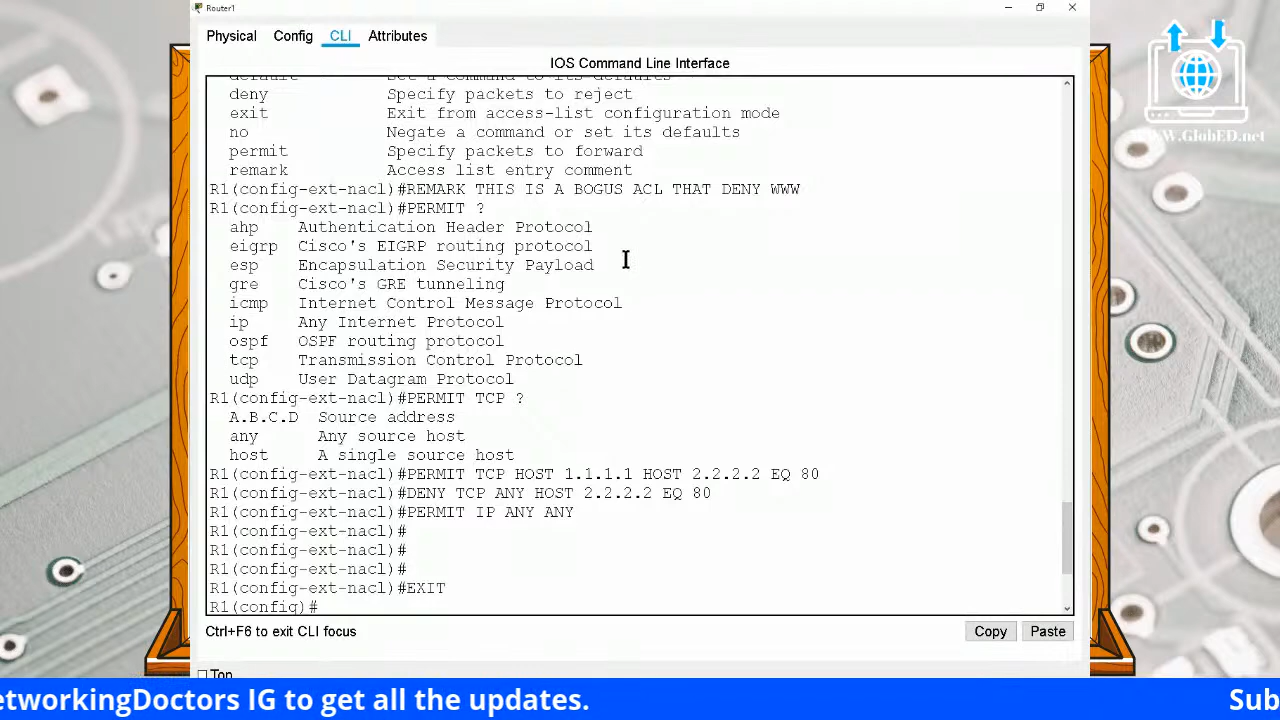 Router1
Physical Config CLI Attributes
IOS Command Line Interface
default Set a command to its defaults
deny Specify packets to reject
exit Exit from access-list configuration mode
no Negate a command or set its defaults
permit Specify packets to forward
remark Access list entry comment
R1(config-ext-nacl)#REMARK THIS IS A BOGUS ACL THAT DENY WWW
R1(config-ext-nacl)#PERMIT ?
ahp Authentication Header Protocol
eigrp Cisco's EIGRP routing protocol
esp Encapsulation Security Payload
gre Cisco's GRE tunneling
icmp Internet Control Message Protocol
ip Any Internet Protocol
ospf OSPF routing protocol
tcp Transmission Control Protocol
udp User Datagram Protocol
R1(config-ext-nacl)#PERMIT TCP ?
A.B.C.D Source address
any Any source host
host A single source host
R1(config-ext-nacl)#PERMIT TCP HOST 1.1.1.1 HOST 2.2.2.2 EQ 80
R1(config-ext-nacl)#DENY TCP ANY HOST 2.2.2.2 EQ 80
R1(config-ext-nacl)#PERMIT IP ANY ANY
R1(config-ext-nacl)#
R1(config-ext-nacl)#
R1(config-ext-nacl)#
R1(config-ext-nacl)#EXIT
R1(config)#
Ctrl+F6 to exit CLI focus
Copy Paste
Top
WWW.GlobED.net
etworkingDoctors IG to get all the updates. Sub